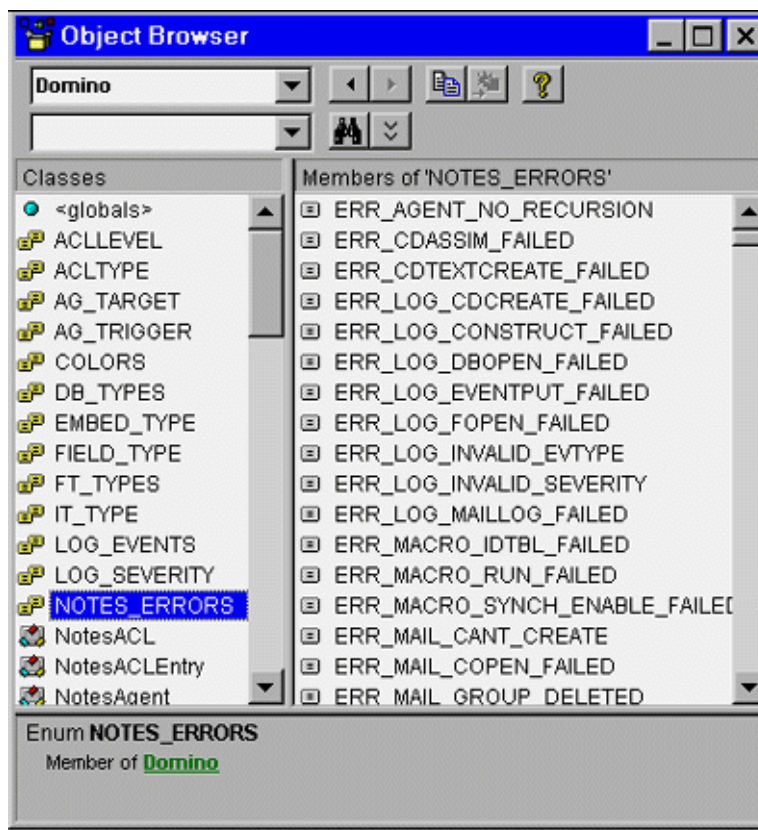 Object Browser
Domino
Classes
<globals>
ACLLEVEL
ACLTYPE
AG_TARGET
AG_TRIGGER
COLORS
DB_TYPES
EMBED_TYPE
FIELD_TYPE
FT_TYPES
IT_TYPE
LOG_EVENTS
LOG_SEVERITY
NOTES_ERRORS
NotesACL
NotesACLEntry
NotesAgent
Members of 'NOTES_ERRORS'
ERR_AGENT_NO_RECURSION
ERR_CDASSIM_FAILED
ERR_CDTEXTCREATE_FAILED
ERR_LOG_CDCREATE_FAILED
ERR_LOG_CONSTRUCT_FAILED
ERR_LOG_DBOPEN_FAILED
ERR_LOG_EVENTPUT_FAILED
ERR_LOG_FOPEN_FAILED
ERR_LOG_INVALID_EVTYPE
ERR_LOG_INVALID_SEVERITY
ERR_LOG_MAILLOG_FAILED
ERR_MACRO_IDTBL_FAILED
ERR_MACRO_RUN_FAILED
ERR_MACRO_SYNCH_ENABLE_FAILED
ERR_MAIL_CANT_CREATE
ERR_MAIL_COPEN_FAILED
ERR_MAIL_GROUP_DELETED
Enum NOTES_ERRORS
Member of Domino